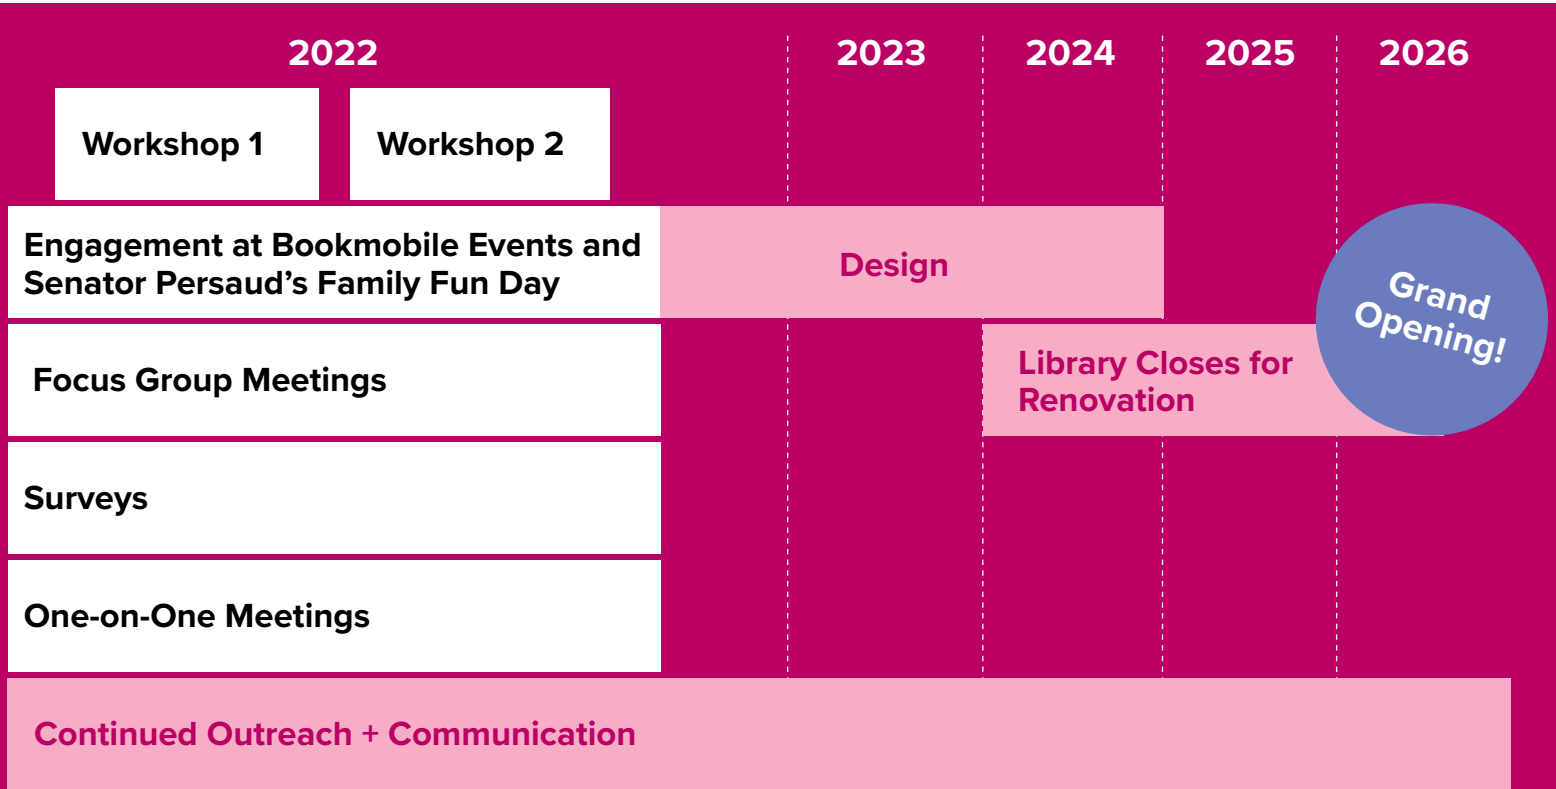 2022
2023
2024
2025
2026
Workshop 1
Workshop 2
Engagement at Bookmobile Events and
Senator Persaud’s Family Fun Day
Design
Grand
Opening!
Focus Group Meetings
Library Closes for
Renovation
Surveys
One-on-One Meetings
Continued Outreach + Communication